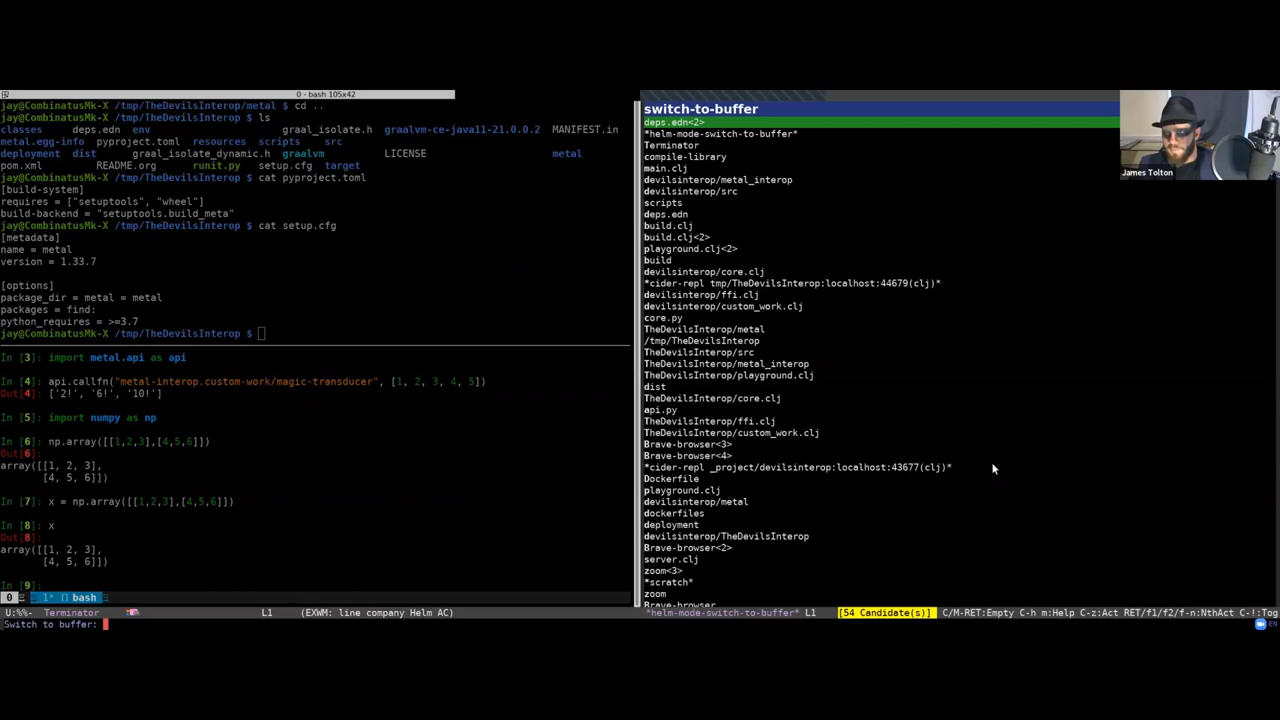 0 - bash 105x42
jay@CombinatusMk-X /tmp/TheDevilsInterop/metal $ cd ..
jay@CombinatusMk-X /tmp/TheDevilsInterop $ ls
classes deps.edn env graal_isolate.h graalvm-ce-java11-21.0.0.2 MANIFEST.in
metal.egg-info pyproject.toml resources scripts src
deployment dist graal_isolate_dynamic.h graalvm LICENSE metal
pom.xml README.org runit.py setup.cfg target
jay@CombinatusMk-X /tmp/TheDevilsInterop $ cat pyproject.toml
[build-system]
requires = ["setuptools", "wheel"]
build-backend = "setuptools.build_meta"
jay@CombinatusMk-X /tmp/TheDevilsInterop $ cat setup.cfg
[metadata]
name = metal
version = 1.33.7
[options]
package_dir = metal = metal
packages = find:
python_requires = >=3.7
jay@CombinatusMk-X /tmp/TheDevilsInterop $
In [3]: import metal.api as api
In [4]: api.callfn("metal-interop.custom-work/magic-transducer", [1, 2, 3, 4, 5])
Out[4]: ['2!', '6!', '10!']
In [5]: import numpy as np
In [6]: np.array([[1,2,3],[4,5,6]])
Out[6]:
array([[1, 2, 3],
[4, 5, 6]])
In [7]: x = np.array([[1,2,3],[4,5,6]])
In [8]: x
Out[8]:
array([[1, 2, 3],
[4, 5, 6]])
In [9]:
0 1* [] bash
U:%%- Terminator L1 (EXWM: line company Helm AC)
Switch to buffer:
switch-to-buffer
deps.edn<2>
*helm-mode-switch-to-buffer*
Terminator
compile-library
main.clj
devilsinterop/metal_interop
devilsinterop/src
scripts
deps.edn
build.clj
build.clj<2>
playground.clj<2>
build
devilsinterop/core.clj
*cider-repl tmp/TheDevilsInterop:localhost:44679(clj)*
devilsinterop/ffi.clj
devilsinterop/custom_work.clj
core.py
TheDevilsInterop/metal
/tmp/TheDevilsInterop
TheDevilsInterop/src
TheDevilsInterop/metal_interop
TheDevilsInterop/playground.clj
dist
TheDevilsInterop/core.clj
api.py
TheDevilsInterop/ffi.clj
TheDevilsInterop/custom_work.clj
Brave-browser<3>
Brave-browser<4>
*cider-repl _project/devilsinterop:localhost:43677(clj)*
Dockerfile
playground.clj
devilsinterop/metal
dockerfiles
deployment
devilsinterop/TheDevilsInterop
Brave-browser<2>
server.clj
zoom<3>
*scratch*
zoom
Brave-browser
*helm-mode-switch-to-buffer* L1 [54 Candidate(s)] C/M-RET:Empty C-h m:Help C-z:Act RET/f1/f2/f-n:NthAct C-!:Tog
EN
James Tolton